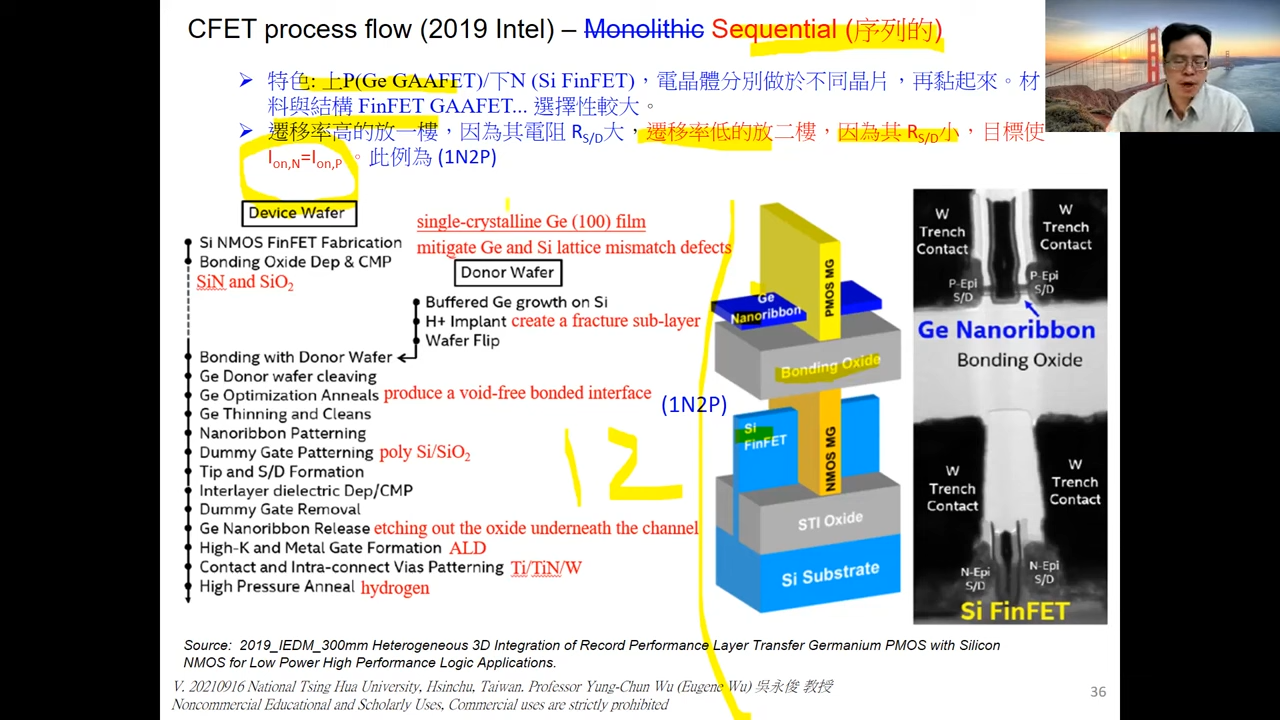 CFET process flow (2019 Intel) – Monolithic Sequential (序列的)
➢ 特色: 上P(Ge GAAFET)/下N (Si FinFET)，電晶體分別做於不同晶片，再黏起來。材
料與結構 FinFET GAAFET... 選擇性較大。
➢ 遷移率高的放一樓，因為其電阻 RS/D大，遷移率低的放二樓，因為其 RS/D小，目標使
Ion,N=Ion,P。此例為 (1N2P)
Device Wafer
single-crystalline Ge (100) film
Si NMOS FinFET Fabrication
mitigate Ge and Si lattice mismatch defects
Bonding Oxide Dep & CMP
SiN and SiO2
Donor Wafer
Buffered Ge growth on Si
H+ Implant create a fracture sub-layer
Wafer Flip
Bonding with Donor Wafer
Ge Donor wafer cleaving
Ge Optimization Anneals produce a void-free bonded interface
Ge Thinning and Cleans
Nanoribbon Patterning
Dummy Gate Patterning poly Si/SiO2
Tip and S/D Formation
Interlayer dielectric Dep/CMP
Dummy Gate Removal
Ge Nanoribbon Release etching out the oxide underneath the channel
High-K and Metal Gate Formation ALD
Contact and Intra-connect Vias Patterning Ti/TiN/W
High Pressure Anneal hydrogen
(1N2P)
12
PMOS MG
Ge
Nanoribbon
Bonding Oxide
Si
FinFET
NMOS MG
STI Oxide
Si Substrate
W
Trench
Contact
W
Trench
Contact
P-Epi
S/D
P-Epi
S/D
Ge Nanoribbon
Bonding Oxide
W
Trench
Contact
W
Trench
Contact
N-Epi
S/D
N-Epi
S/D
Si FinFET
Source: 2019_IEDM_300mm Heterogeneous 3D Integration of Record Performance Layer Transfer Germanium PMOS with Silicon
NMOS for Low Power High Performance Logic Applications.
V. 20210916 National Tsing Hua University, Hsinchu, Taiwan. Professor Yung-Chun Wu (Eugene Wu) 吳永俊 教授
Noncommercial Educational and Scholarly Uses, Commercial uses are strictly prohibited
36